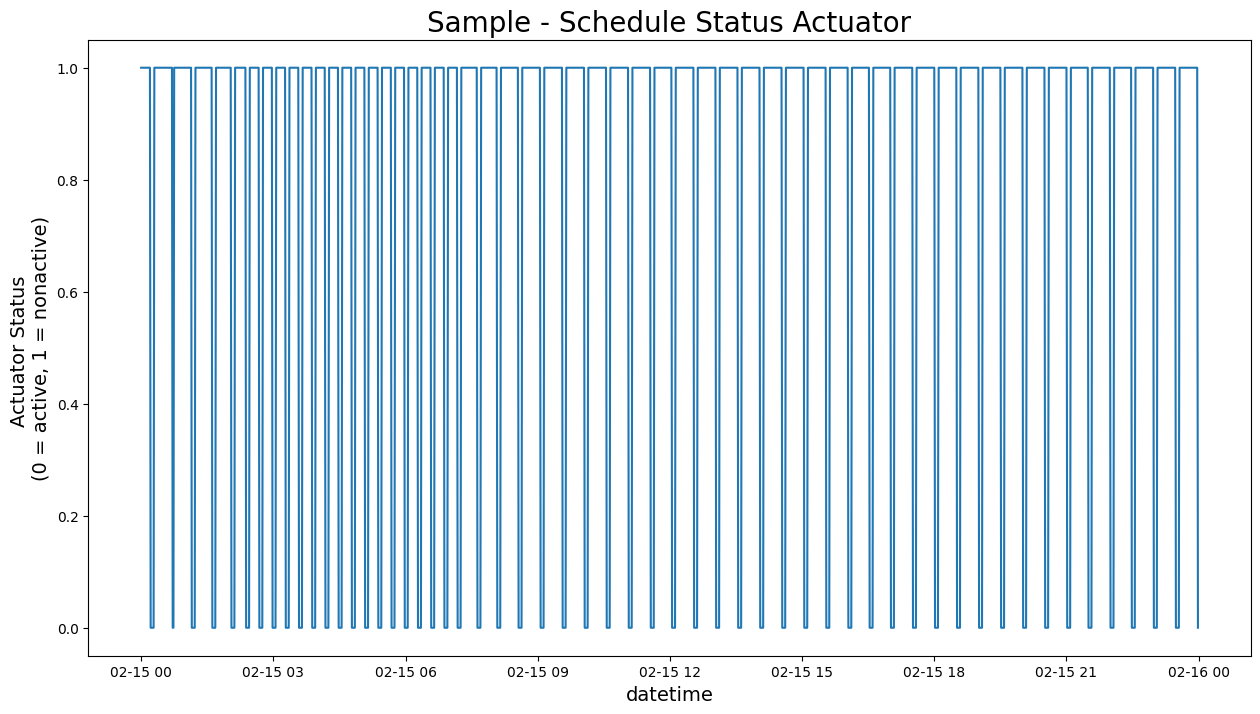 Sample - Schedule Status Actuator
Actuator Status
(0 = active, 1 = nonactive)
1.0
0.8
0.6
0.4
0.2
0.0
02-15 00 02-15 03 02-15 06 02-15 09 02-15 12 02-15 15 02-15 18 02-15 21 02-16 00
datetime